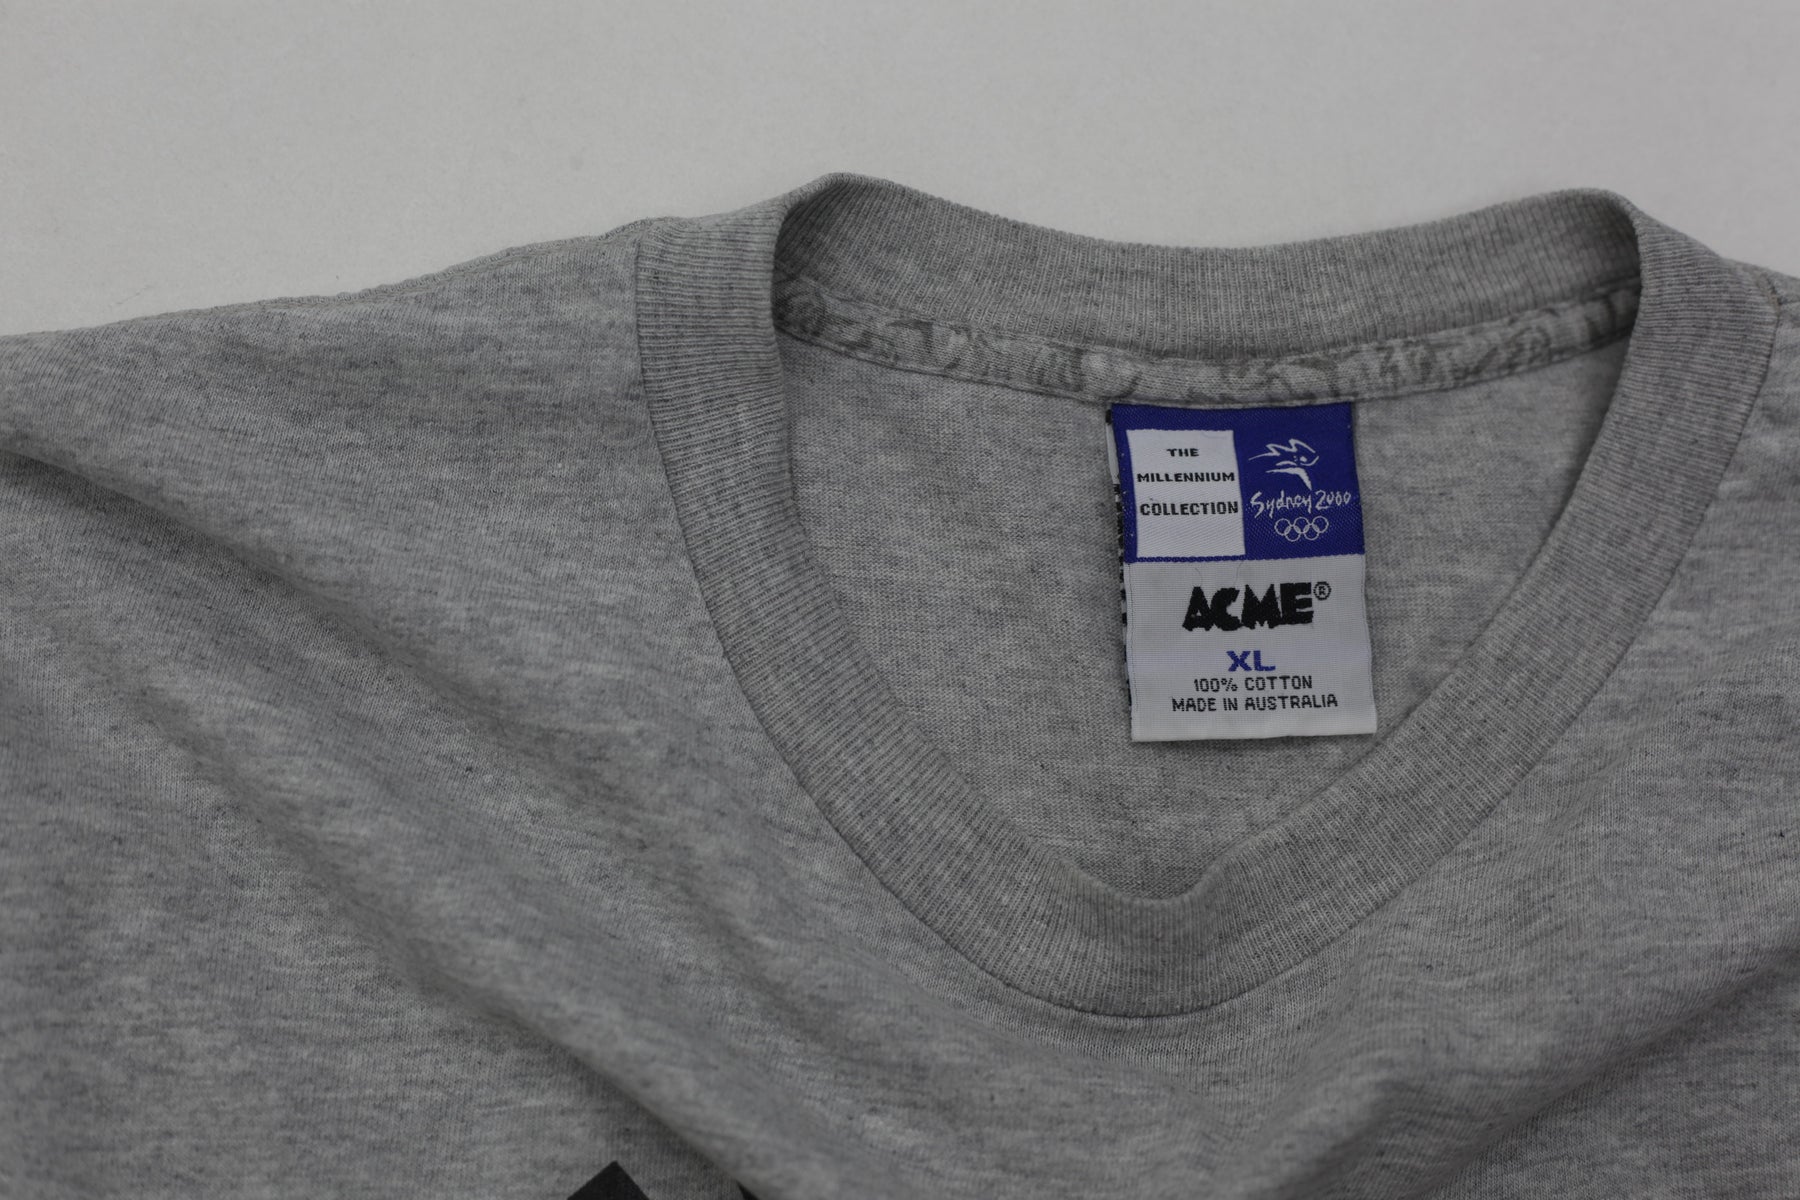 THE
MILLENNIUM
COLLECTION
Sydney 2000
ACME®
XL
100% COTTON
MADE IN AUSTRALIA